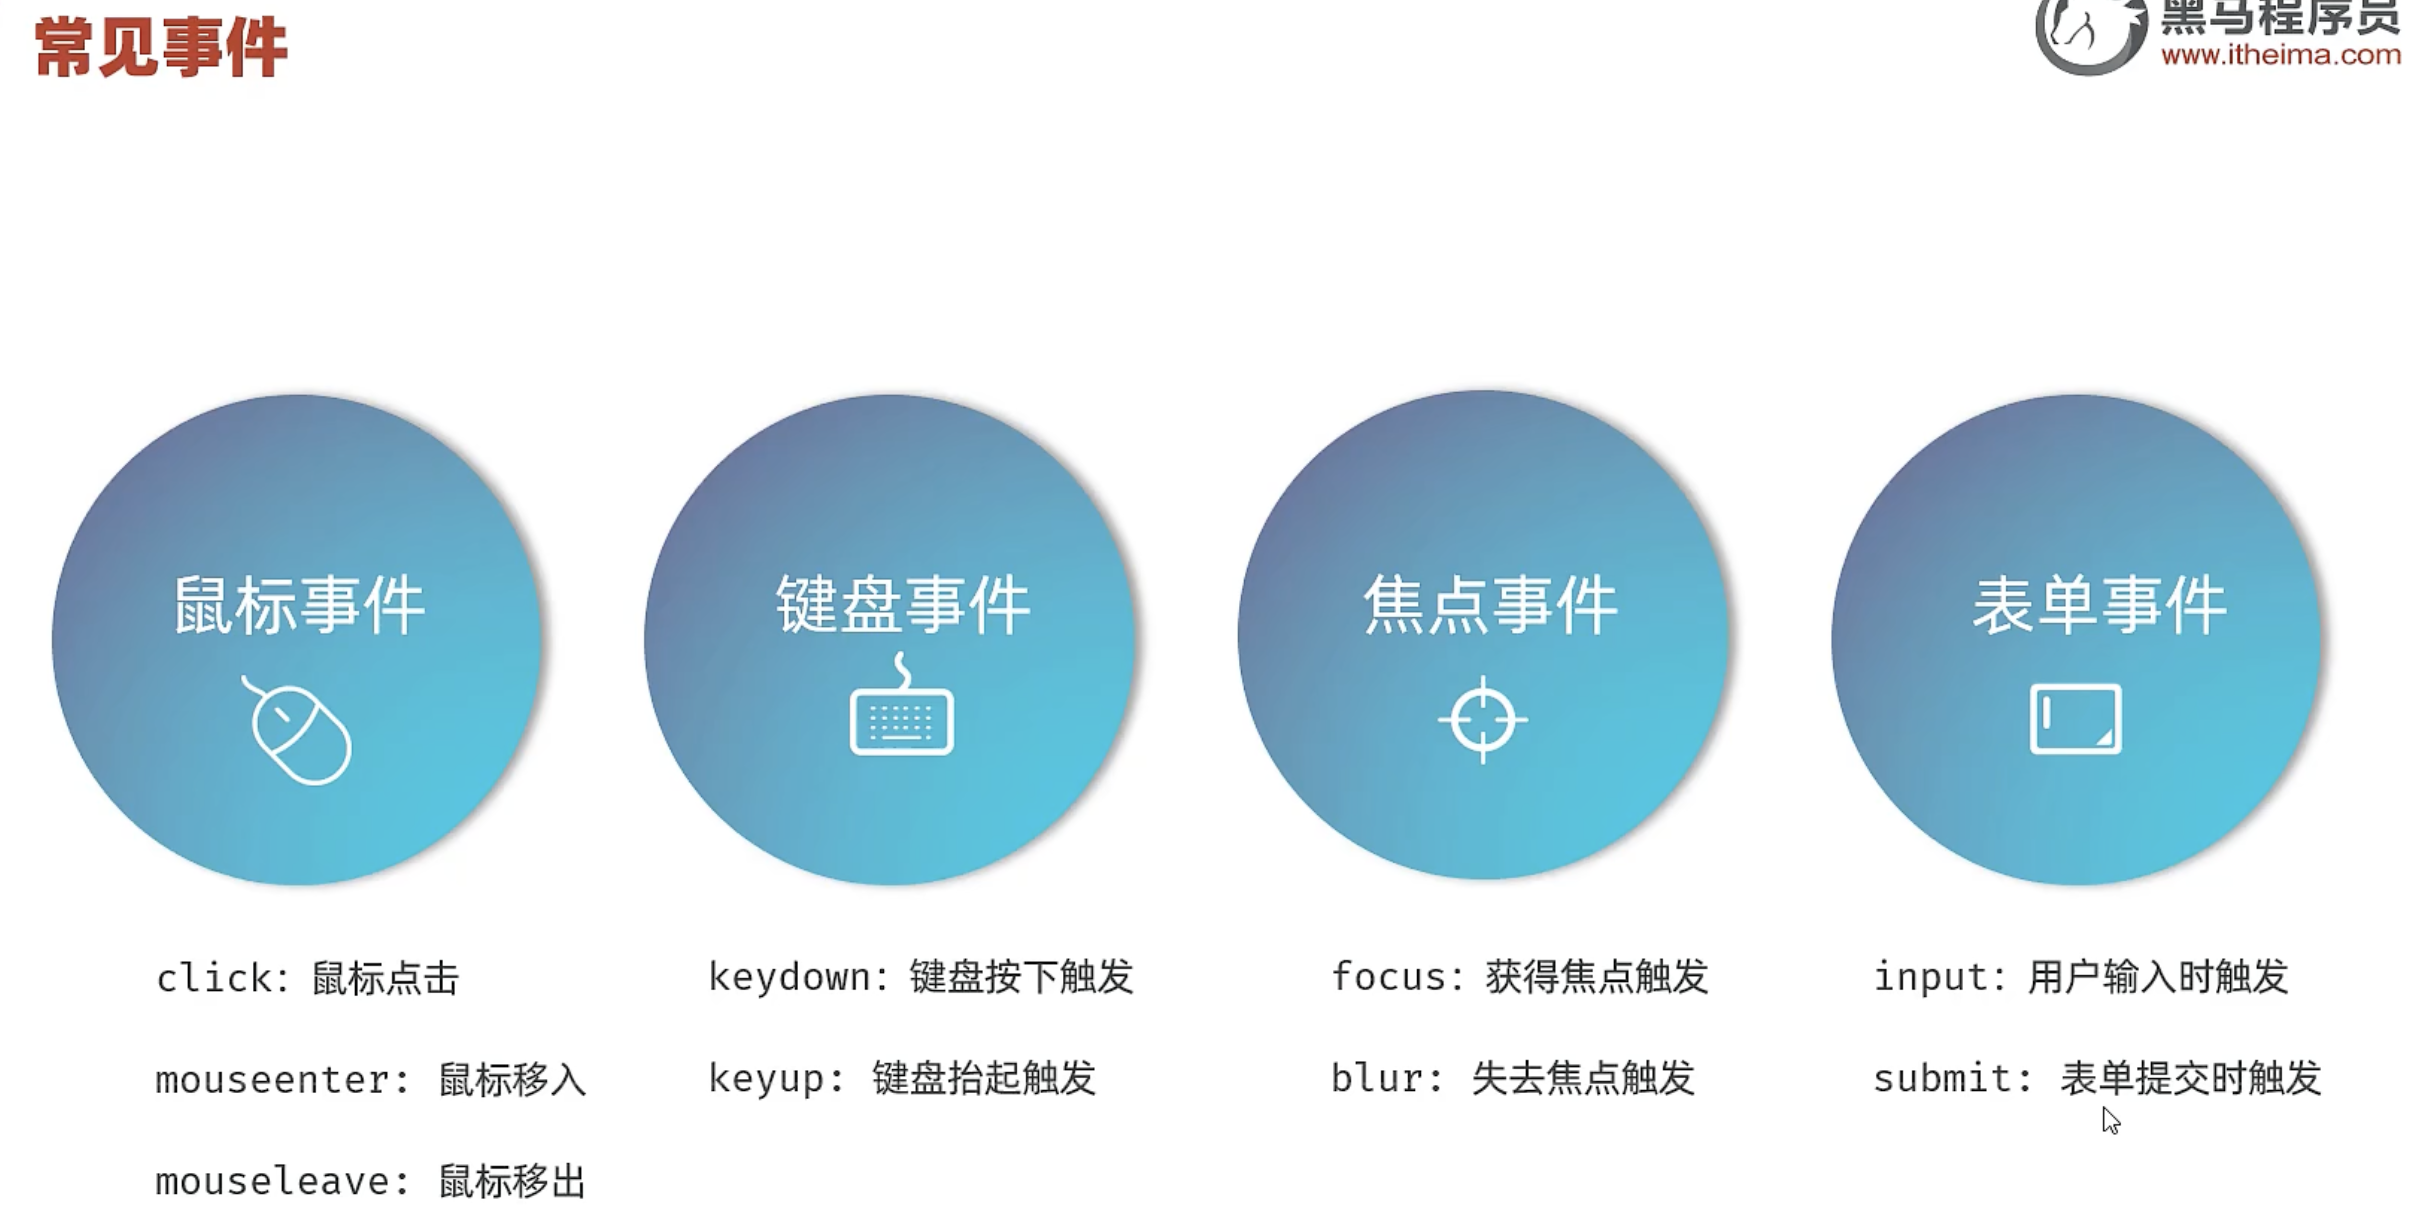 常见事件
黑马程序员
www.itheima.com
鼠标事件
click: 鼠标点击
mouseenter: 鼠标移入
mouseleave: 鼠标移出
键盘事件
keydown: 键盘按下触发
keyup: 键盘抬起触发
焦点事件
focus: 获得焦点触发
blur: 失去焦点触发
表单事件
input: 用户输入时触发
submit: 表单提交时触发